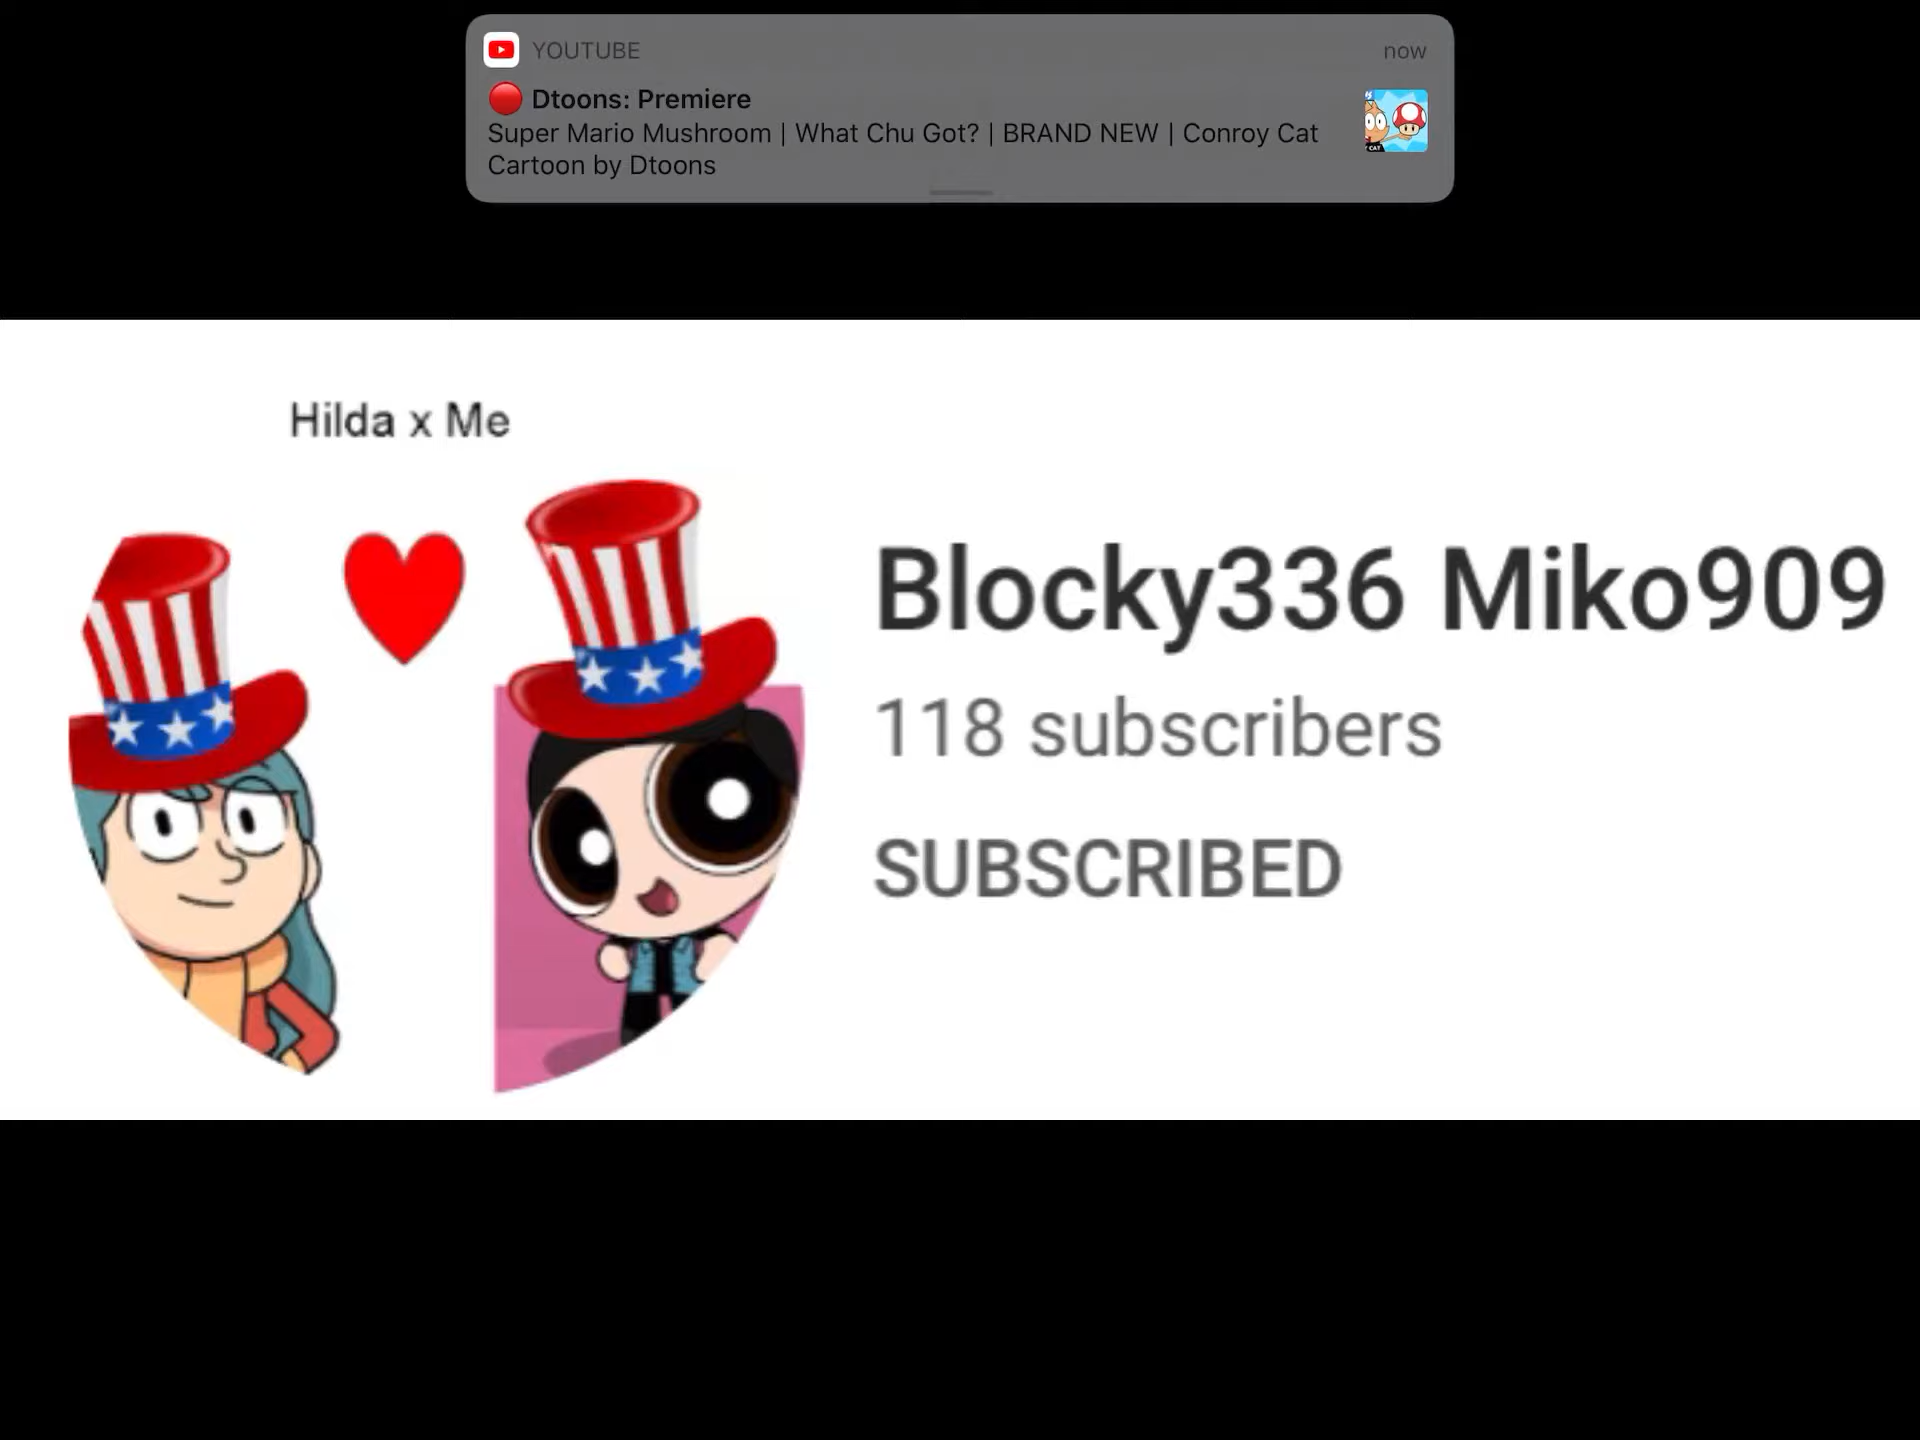 YOUTUBE
now
🔴 Dtoons: Premiere
Super Mario Mushroom | What Chu Got? | BRAND NEW | Conroy Cat
Cartoon by Dtoons
CAT
Hilda x Me
Blocky336 Miko909
118 subscribers
SUBSCRIBED